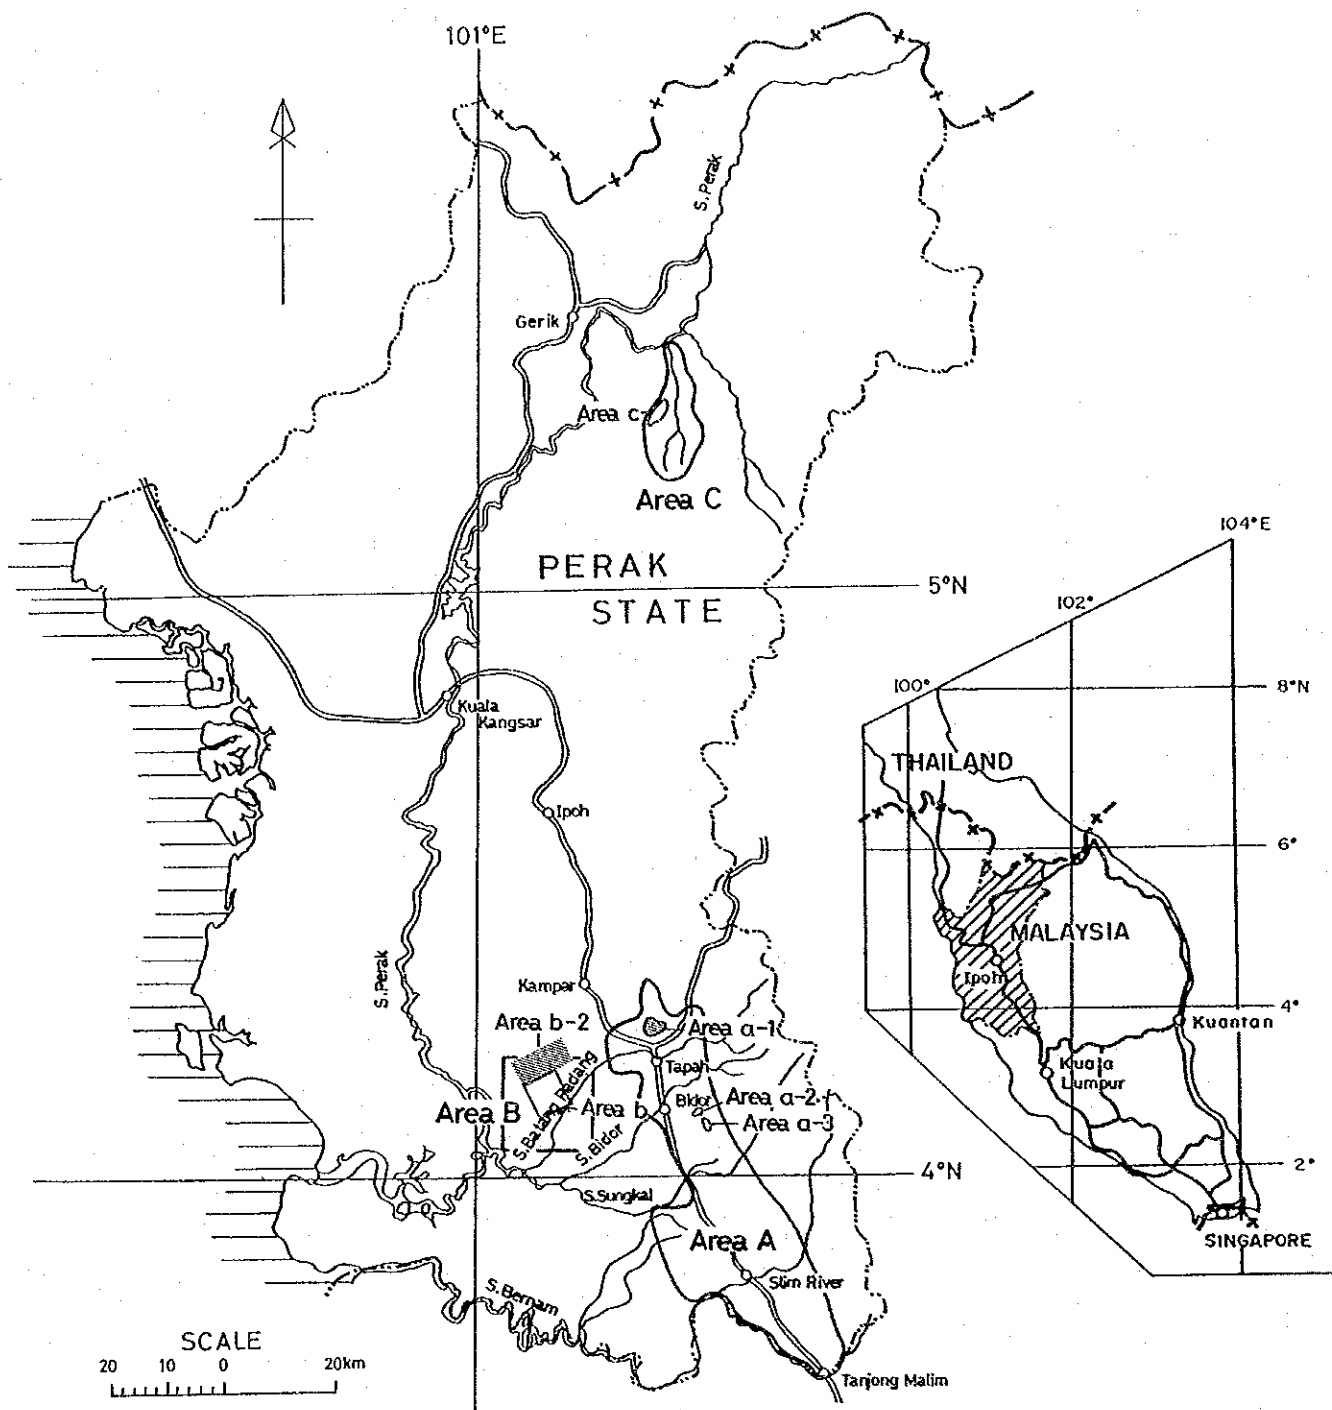 101°E
S. Perak
Gerik
Area c
Area C
PERAK
STATE
5°N
Kuala
Kangsar
Ipoh
S. Perak
Kampar
Area b-2
Area a-1
Tapah
S. Batang Padang
Area B
Area b
Bidor
Area a-2
Area a-3
S. Bidor
4°N
S. Sungkai
Area A
Slim River
S. Bernam
Tanjong Malim
SCALE
20 10 0 20km
104°E
102°
100°
8°N
THAILAND
6°
MALAYSIA
Ipoh
4°
Kuantan
Kuala
Lumpur
2°
SINGAPORE